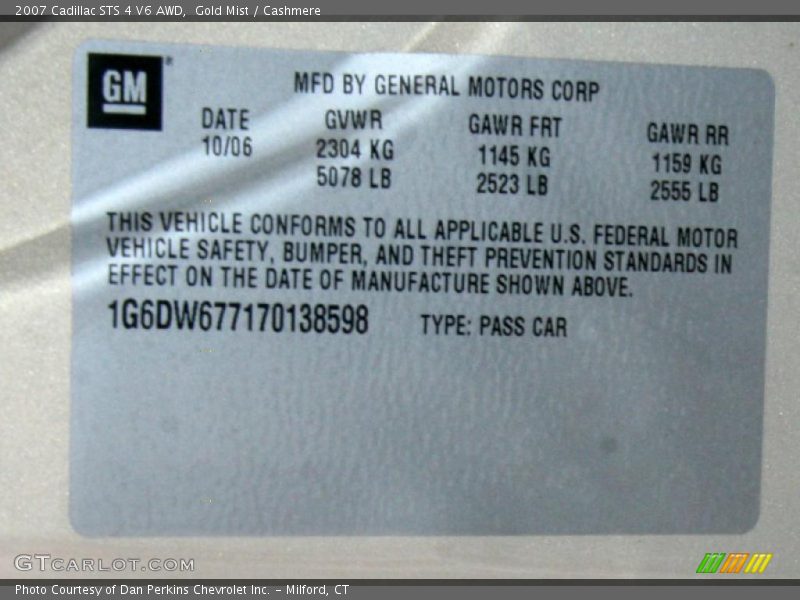 2007 Cadillac STS 4 V6 AWD,  Gold Mist / Cashmere
GM®
MFD BY GENERAL MOTORS CORP
DATE GVWR GAWR FRT GAWR RR
10/06 2304 KG 1145 KG 1159 KG
5078 LB 2523 LB 2555 LB
THIS VEHICLE CONFORMS TO ALL APPLICABLE U.S. FEDERAL MOTOR
VEHICLE SAFETY, BUMPER, AND THEFT PREVENTION STANDARDS IN
EFFECT ON THE DATE OF MANUFACTURE SHOWN ABOVE.
1G6DW677170138598 TYPE: PASS CAR
GTCARLOT.COM
Photo Courtesy of Dan Perkins Chevrolet Inc. – Milford, CT